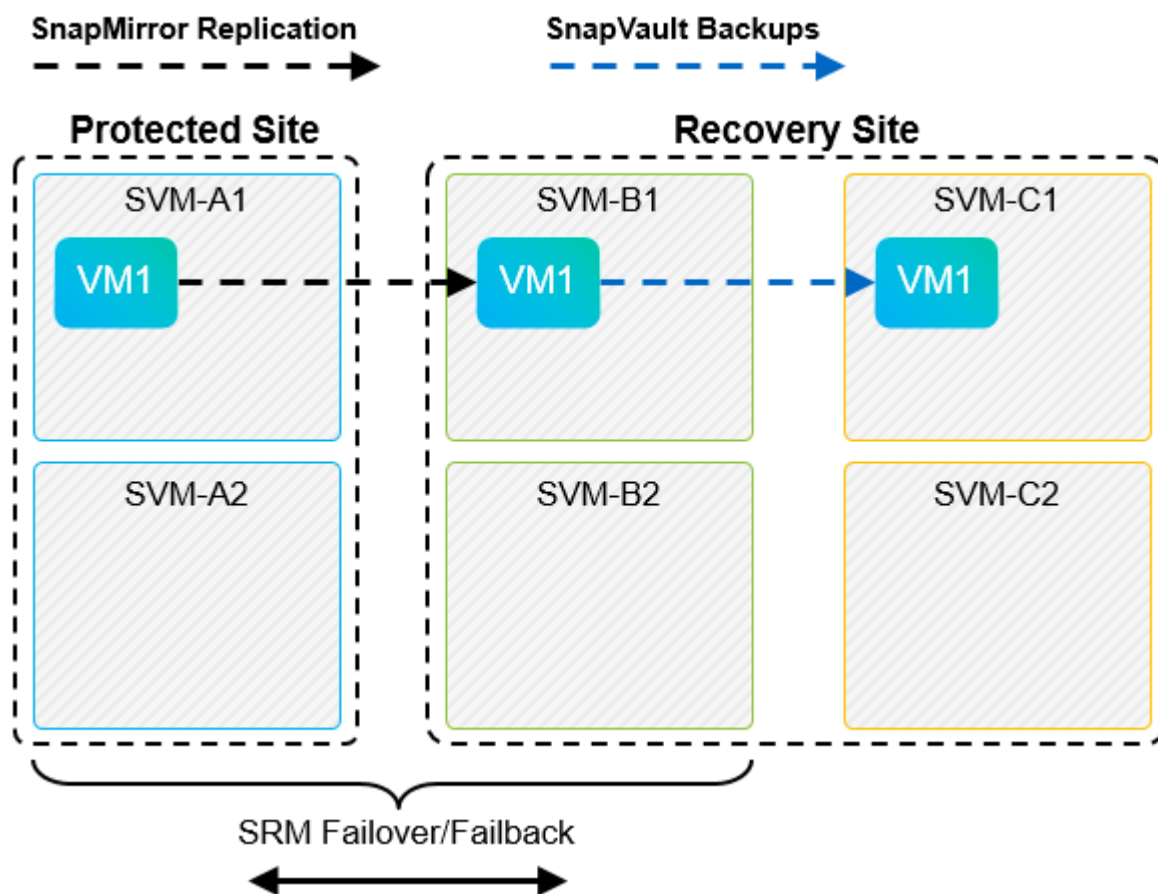 SnapMirror Replication
SnapVault Backups
Protected Site
Recovery Site
SVM-A1
SVM-B1
SVM-C1
VM1
VM1
VM1
SVM-A2
SVM-B2
SVM-C2
SRM Failover/Failback